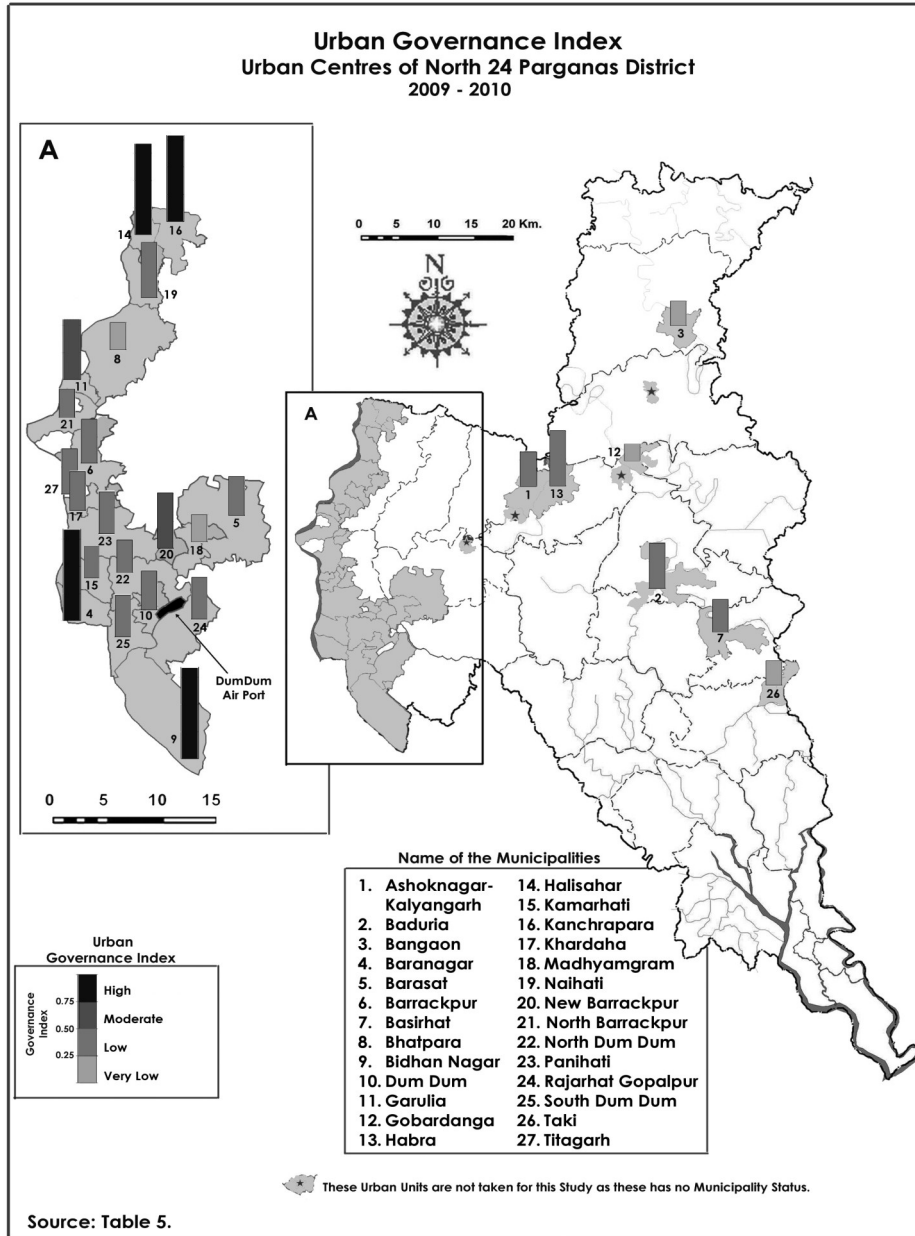 Urban Governance Index
Urban Centres of North 24 Parganas District
2009 - 2010
A
14
16
19
8
11
21
6
27
17
23
20
18
5
15
22
4
10
24
25
DumDum
Air Port
9
0 5 10 15
0 5 10 15 20 Km.
N
A
3
12
1
13
2
7
26
Name of the Municipalities
1. Ashoknagar-
Kalyangarh
2. Baduria
3. Bangaon
4. Baranagar
5. Barasat
6. Barrackpur
7. Basirhat
8. Bhatpara
9. Bidhan Nagar
10. Dum Dum
11. Garulia
12. Gobardanga
13. Habra
14. Halisahar
15. Kamarhati
16. Kanchrapara
17. Khardaha
18. Madhyamgram
19. Naihati
20. New Barrackpur
21. North Barrackpur
22. North Dum Dum
23. Panihati
24. Rajarhat Gopalpur
25. South Dum Dum
26. Taki
27. Titagarh
Urban
Governance Index
Governance
Index
0.75
0.50
0.25
High
Moderate
Low
Very Low
These Urban Units are not taken for this Study as these has no Municipality Status.
Source: Table 5.